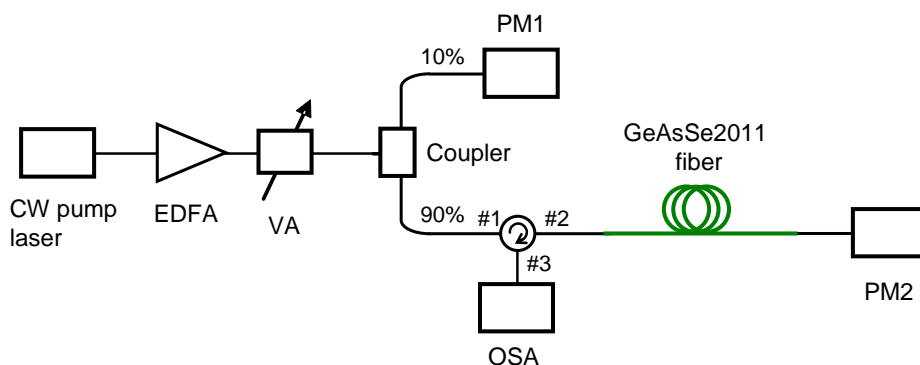 PM1
10%
GeAsSe2011
fiber
Coupler
CW pump
laser
EDFA
VA
90%
#1
#2
#3
PM2
OSA